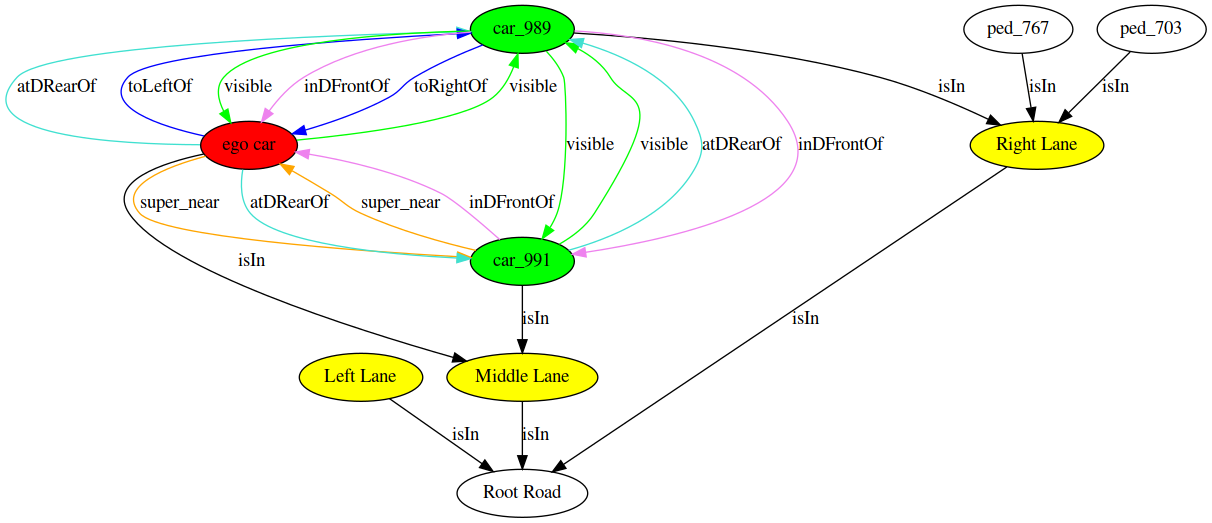 car_989
ped_767
ped_703
atDRearOf
toLeftOf
visible
inDFrontOf
toRightOf
visible
isIn
isIn
isIn
ego car
visible
visible
atDRearOf
inDFrontOf
Right Lane
super_near
atDRearOf
super_near
inDFrontOf
isIn
car_991
isIn
isIn
Left Lane
Middle Lane
isIn
isIn
Root Road